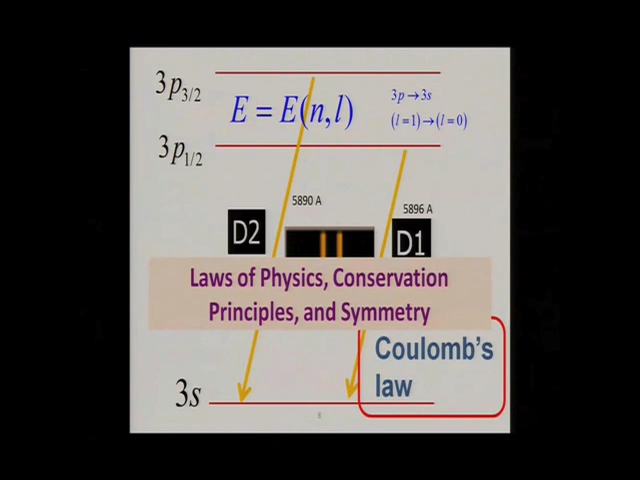 3p3/2
E = E(n,l)
3p→3s
(l=1)→(l=0)
3p1/2
5890 A
5896 A
D2
D1
Laws of Physics, Conservation
Principles, and Symmetry
Coulomb's
law
3s